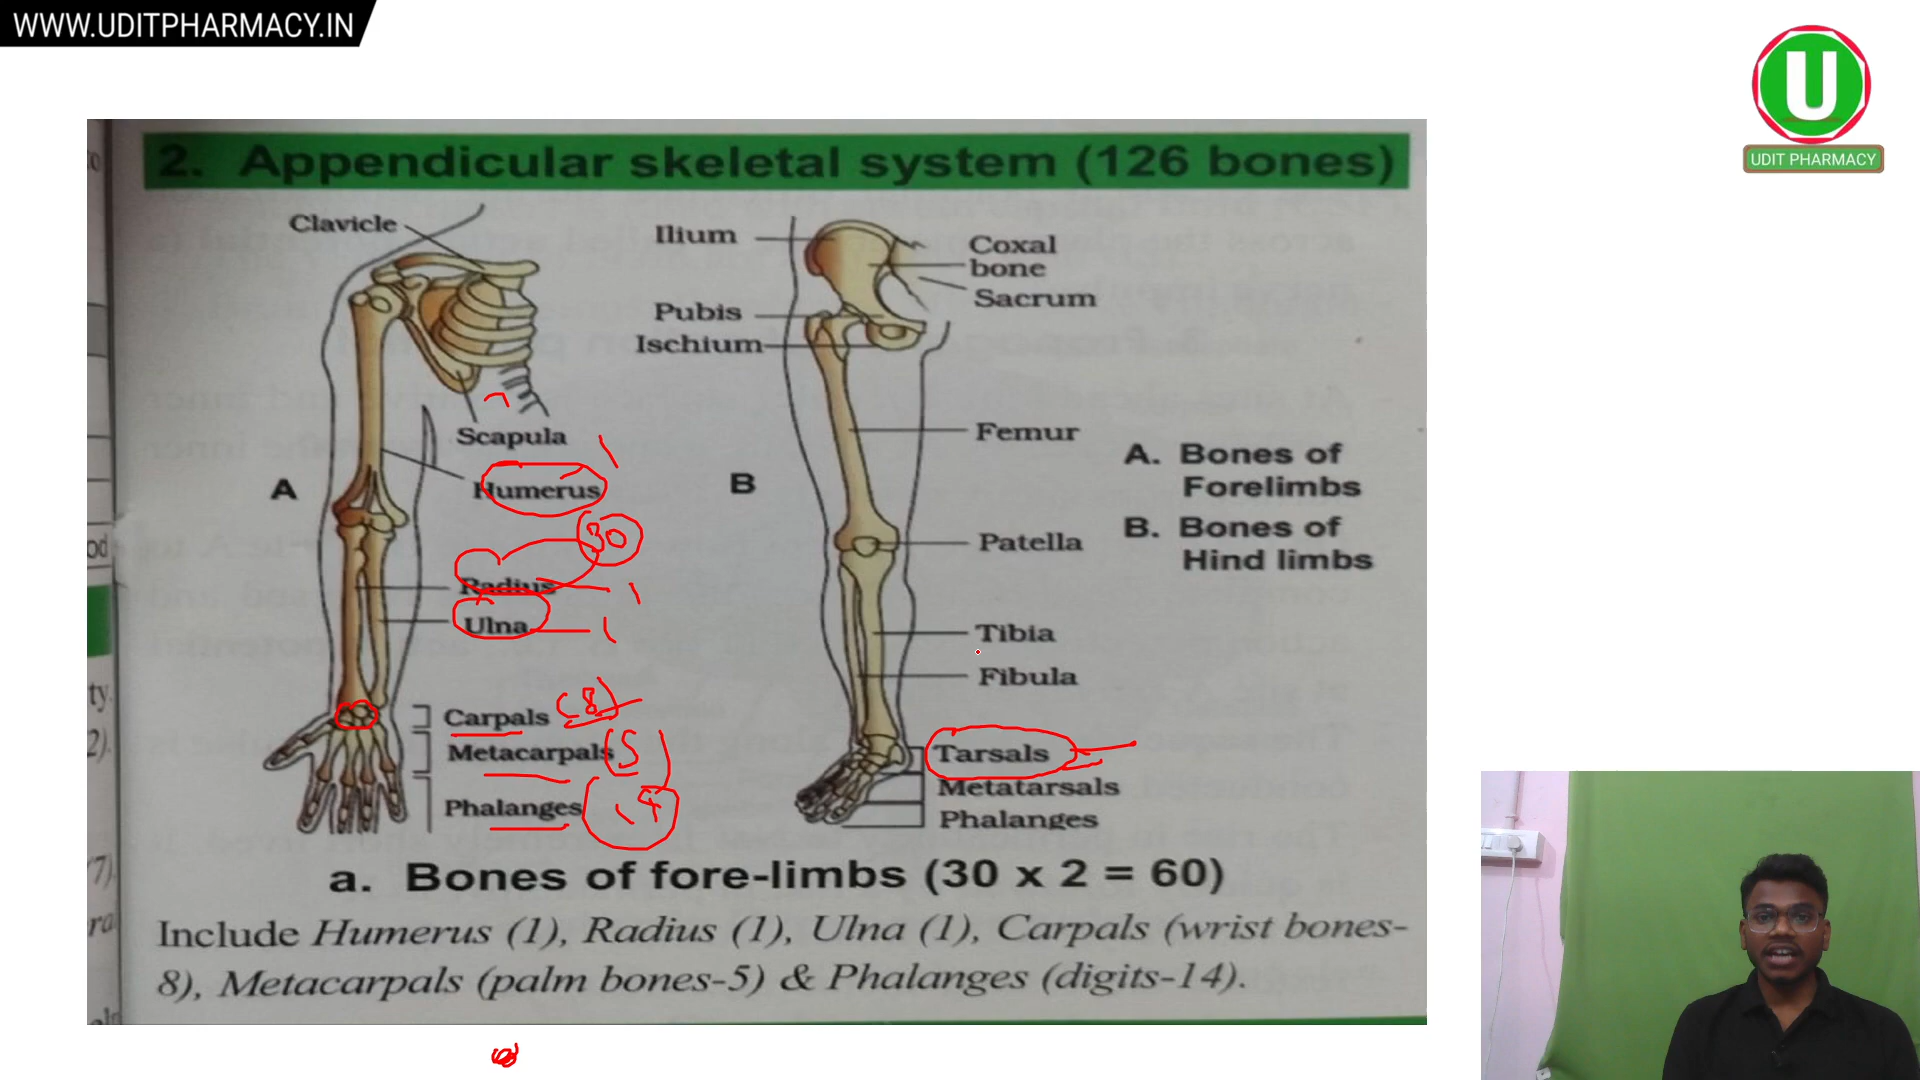 WWW.UDITPHARMACY.IN
U
UDIT PHARMACY
2. Appendicular skeletal system (126 bones)
Clavicle
Scapula
A
Humerus
1
30
Radius
1
Ulna
1
Carpals (8)
Metacarpals (5)
Phalanges 14
Ilium
Coxal
bone
Sacrum
Pubis
Ischium
Femur
B
Patella
Tibia
Fibula
Tarsals
Metatarsals
Phalanges
A. Bones of
Forelimbs
B. Bones of
Hind limbs
a. Bones of fore-limbs (30 x 2 = 60)
Include Humerus (1), Radius (1), Ulna (1), Carpals (wrist bones-
8), Metacarpals (palm bones-5) & Phalanges (digits-14).